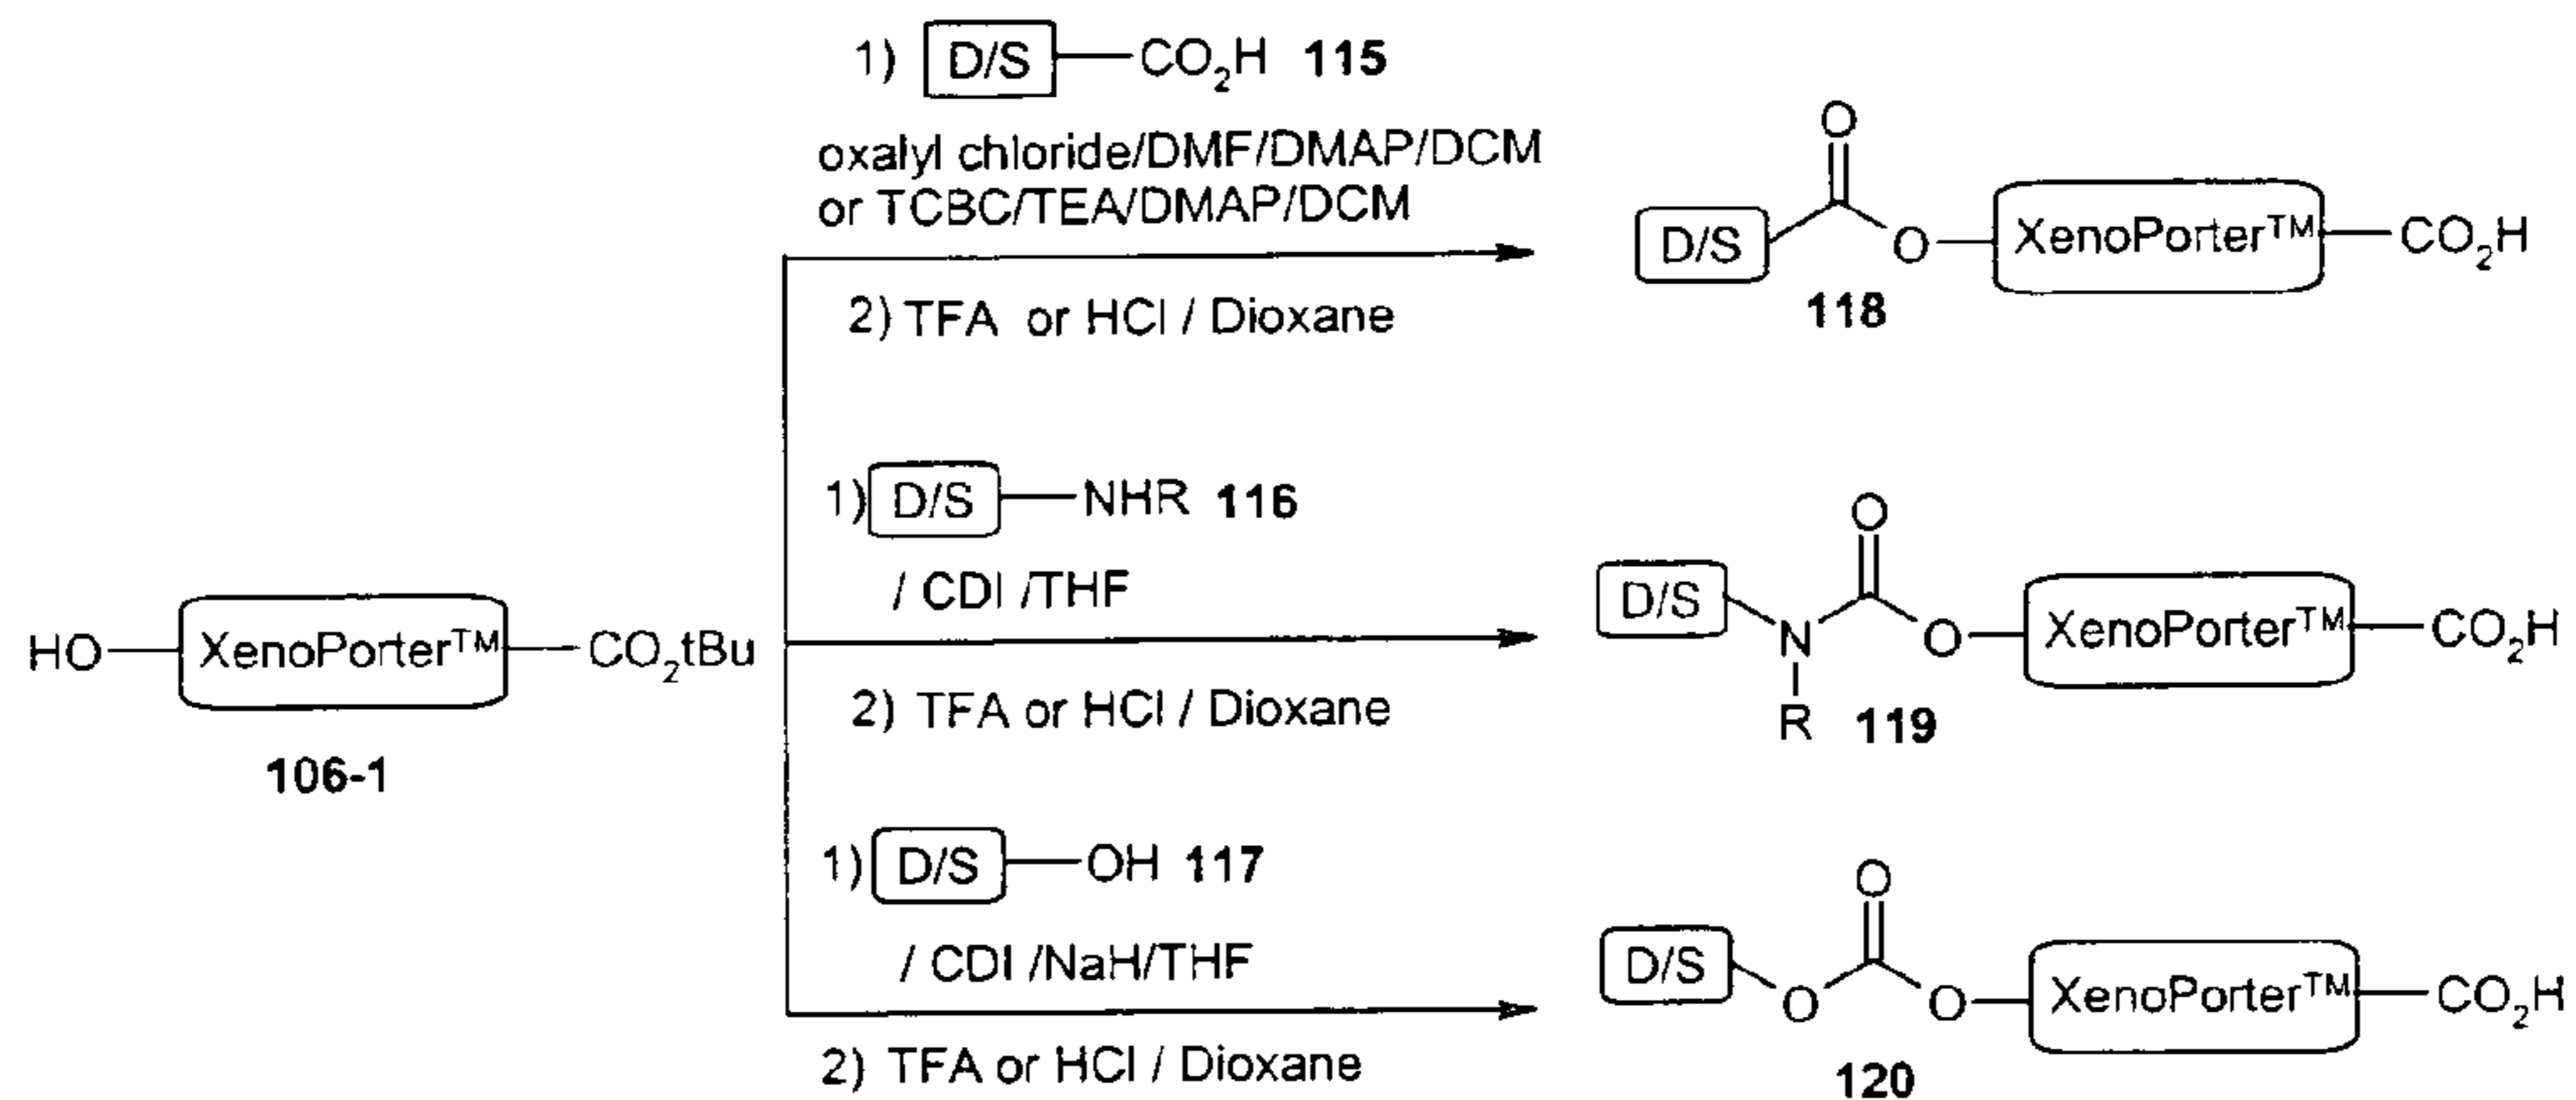 1) D/S CO₂H 115
oxalyl chloride/DMF/DMAP/DCM
or TCBC/TEA/DMAP/DCM
2) TFA or HCl / Dioxane
O
D/S O XenoPorter™ CO₂H
118
1) D/S NHR 116
/ CDI /THF
2) TFA or HCl / Dioxane
O
D/S N O XenoPorter™ CO₂H
R 119
HO XenoPorter™ CO₂tBu
106-1
1) D/S OH 117
/ CDI /NaH/THF
2) TFA or HCl / Dioxane
O
D/S O O XenoPorter™ CO₂H
120